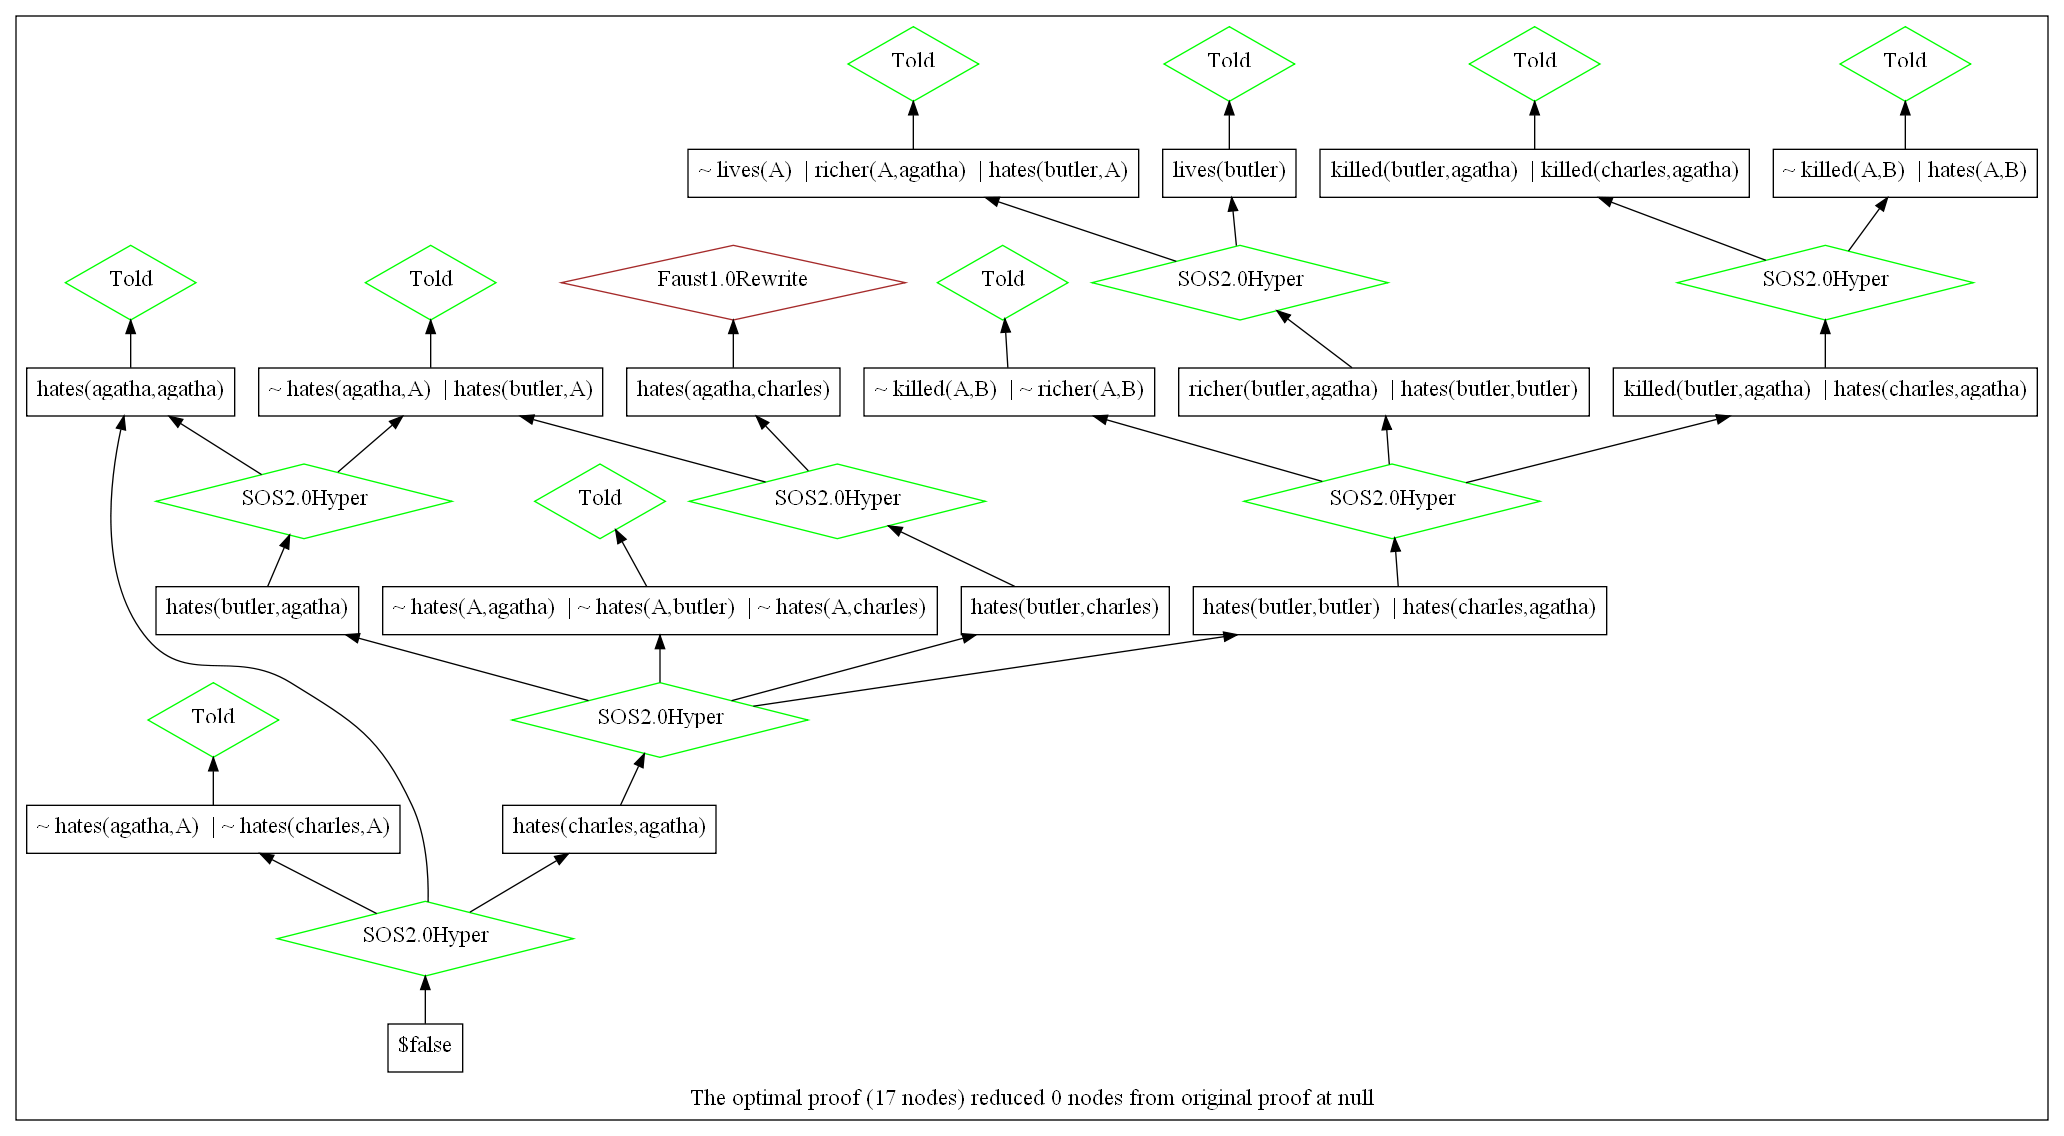 Told
Told
Told
Told
~ lives(A) | richer(A,agatha) | hates(butler,A)
lives(butler)
killed(butler,agatha) | killed(charles,agatha)
~ killed(A,B) | hates(A,B)
Told
Told
Faust1.0Rewrite
Told
SOS2.0Hyper
SOS2.0Hyper
hates(agatha,agatha)
~ hates(agatha,A) | hates(butler,A)
hates(agatha,charles)
~ killed(A,B) | ~ richer(A,B)
richer(butler,agatha) | hates(butler,butler)
killed(butler,agatha) | hates(charles,agatha)
SOS2.0Hyper
Told
SOS2.0Hyper
SOS2.0Hyper
hates(butler,agatha)
~ hates(A,agatha) | ~ hates(A,butler) | ~ hates(A,charles)
hates(butler,charles)
hates(butler,butler) | hates(charles,agatha)
Told
SOS2.0Hyper
~ hates(agatha,A) | ~ hates(charles,A)
hates(charles,agatha)
SOS2.0Hyper
$false
The optimal proof (17 nodes) reduced 0 nodes from original proof at null